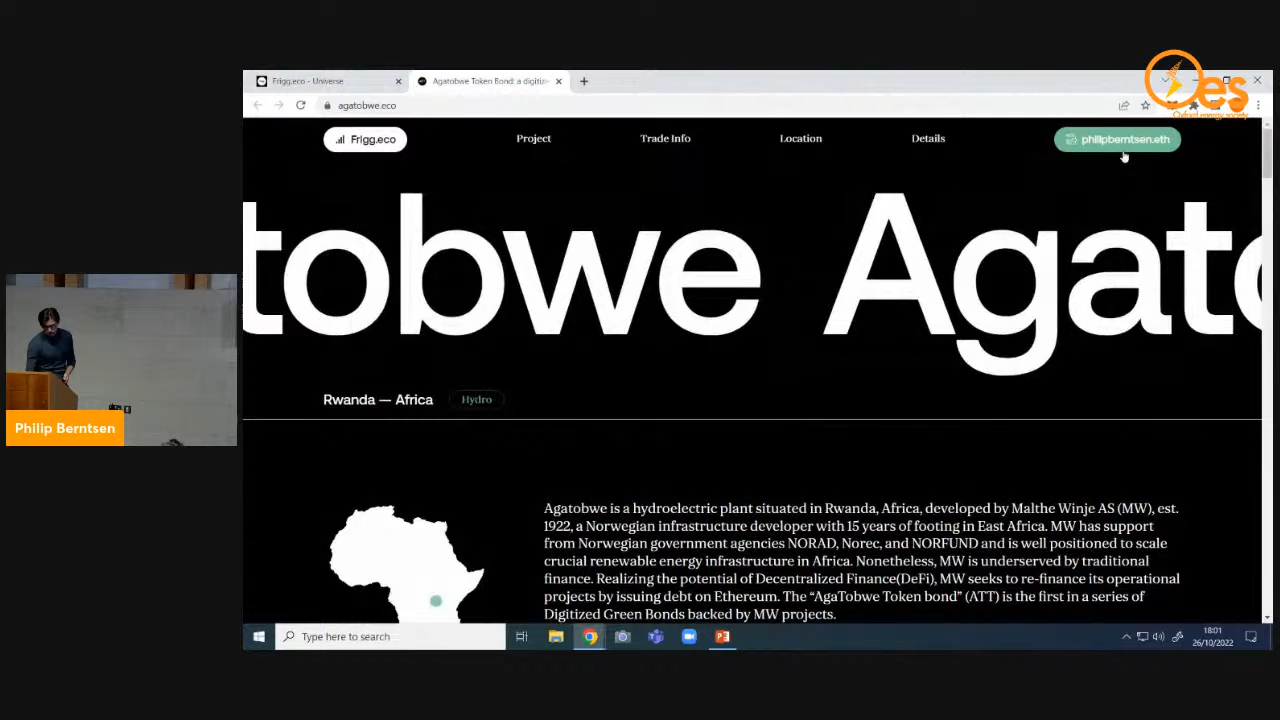 Oes
Oxford energy society
Frigg.eco - Universe
Agatobwe Token Bond: a digitiz
agatobwe.eco
Frigg.eco
Project
Trade Info
Location
Details
philipberntsen.eth
tobwe Agato
Rwanda — Africa
Hydro
Agatobwe is a hydroelectric plant situated in Rwanda, Africa, developed by Malthe Winje AS (MW), est.
1922, a Norwegian infrastructure developer with 15 years of footing in East Africa. MW has support
from Norwegian government agencies NORAD, Norec, and NORFUND and is well positioned to scale
crucial renewable energy infrastructure in Africa. Nonetheless, MW is underserved by traditional
finance. Realizing the potential of Decentralized Finance(DeFi), MW seeks to re-finance its operational
projects by issuing debt on Ethereum. The “AgaTobwe Token bond” (ATT) is the first in a series of
Digitized Green Bonds backed by MW projects.
Philip Berntsen
Type here to search
18:01
26/10/2022